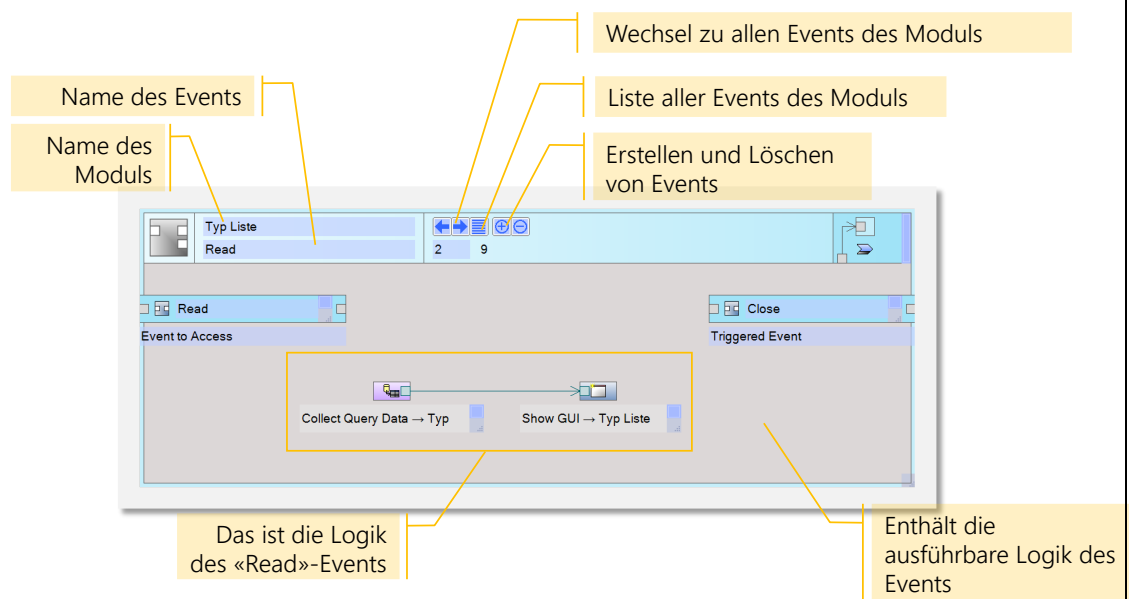 Wechsel zu allen Events des Moduls
Name des Events
Liste aller Events des Moduls
Name des
Moduls
Erstellen und Löschen
von Events
Typ Liste
Read
2 9
Read
Close
Event to Access
Triggered Event
Collect Query Data → Typ
Show GUI → Typ Liste
Das ist die Logik
des «Read»-Events
Enthält die
ausführbare Logik des
Events